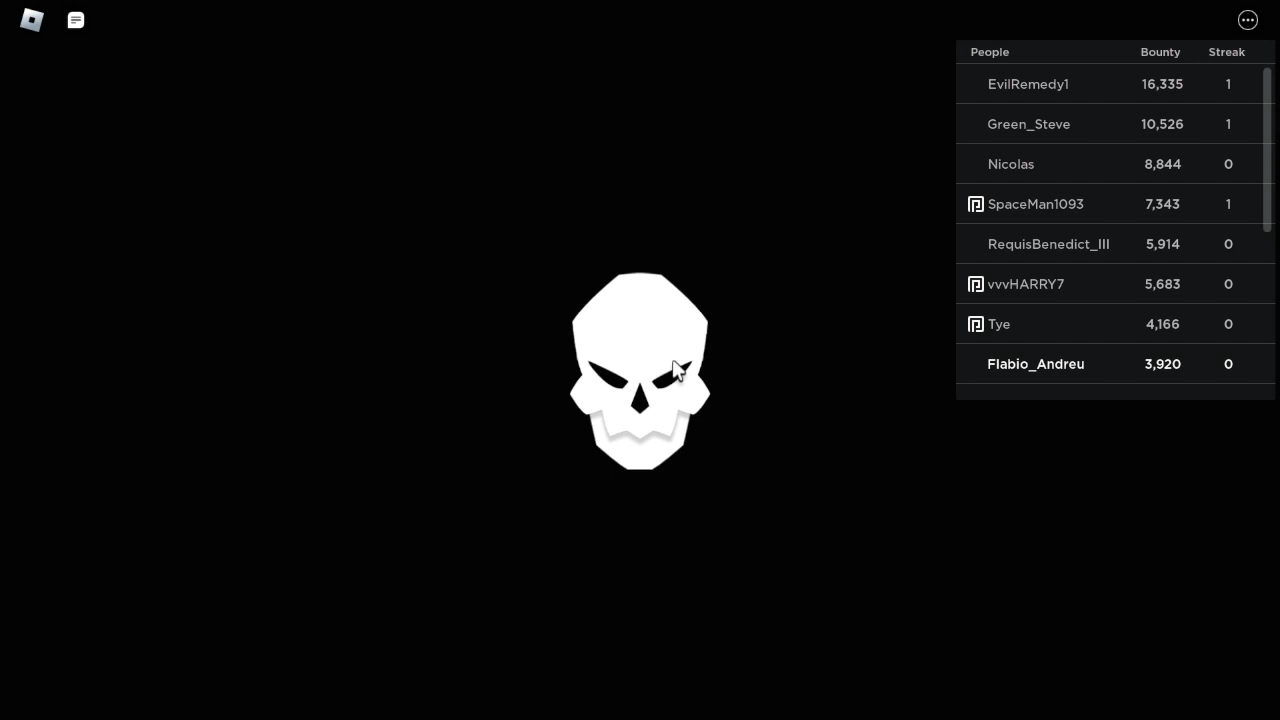 People Bounty Streak
EvilRemedy1 16,335 1
Green_Steve 10,526 1
Nicolas 8,844 0
SpaceMan1093 7,343 1
RequisBenedict_III 5,914 0
vvvHARRY7 5,683 0
Tye 4,166 0
Flabio_Andreu 3,920 0